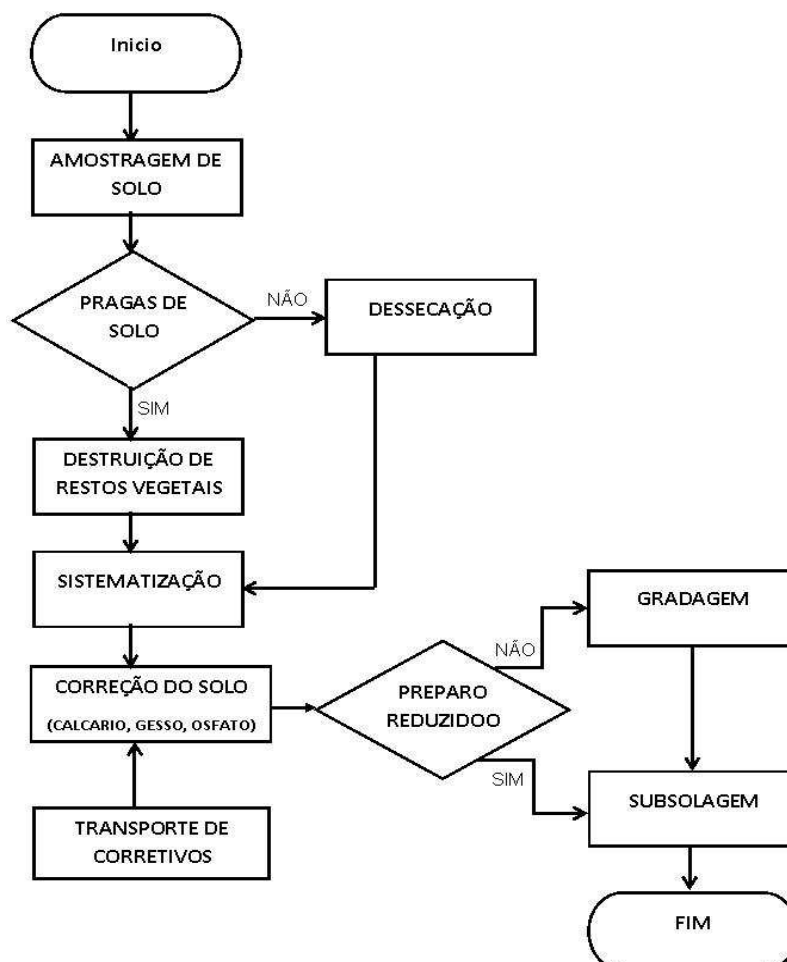 Inicio
AMOSTRAGEM DE
SOLO
PRAGAS DE
SOLO
NÃO
DESSECAÇÃO
SIM
DESTRUIÇÃO DE
RESTOS VEGETAIS
SISTEMATIZAÇÃO
GRADAGEM
NÃO
CORREÇÃO DO SOLO
(CALCARIO, GESSO, OSFATO)
PREPARO
REDUZIDOO
SIM
SUBSOLAGEM
TRANSPORTE DE
CORRETIVOS
FIM